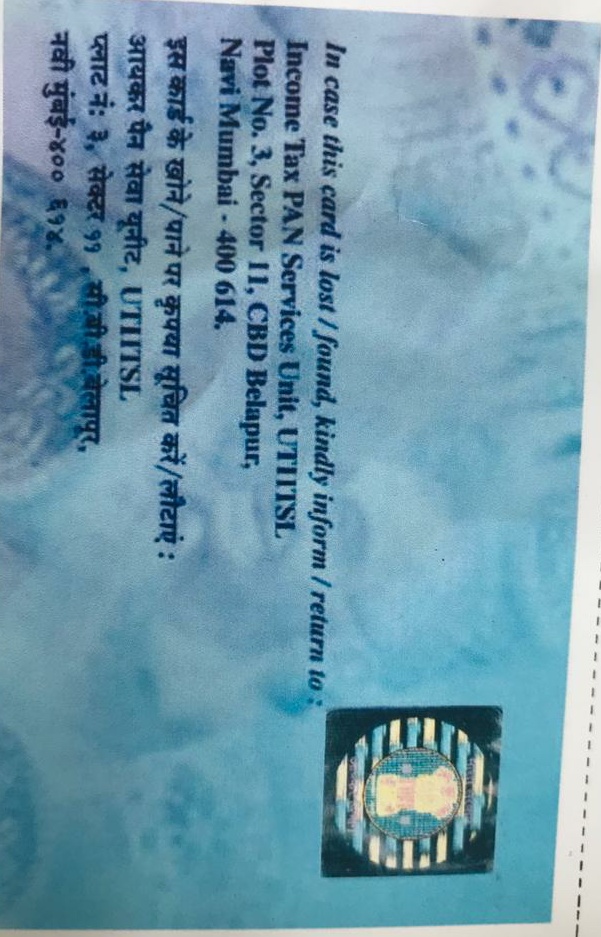 In case this card is lost / found, kindly inform / return to :
Income Tax PAN Services Unit, UTIITSL
Plot No. 3, Sector 11, CBD Belapur,
Navi Mumbai - 400 614.
इस कार्ड के खोने/पाने पर कृपया सूचित करें/लौटाएं :
आयकर पैन सेवा यूनीट, UTIITSL
प्लाट नं: ३, सेक्टर ११ , सी.बी.डी.बेलापुर,
नवी मुंबई-४०० ६१४.